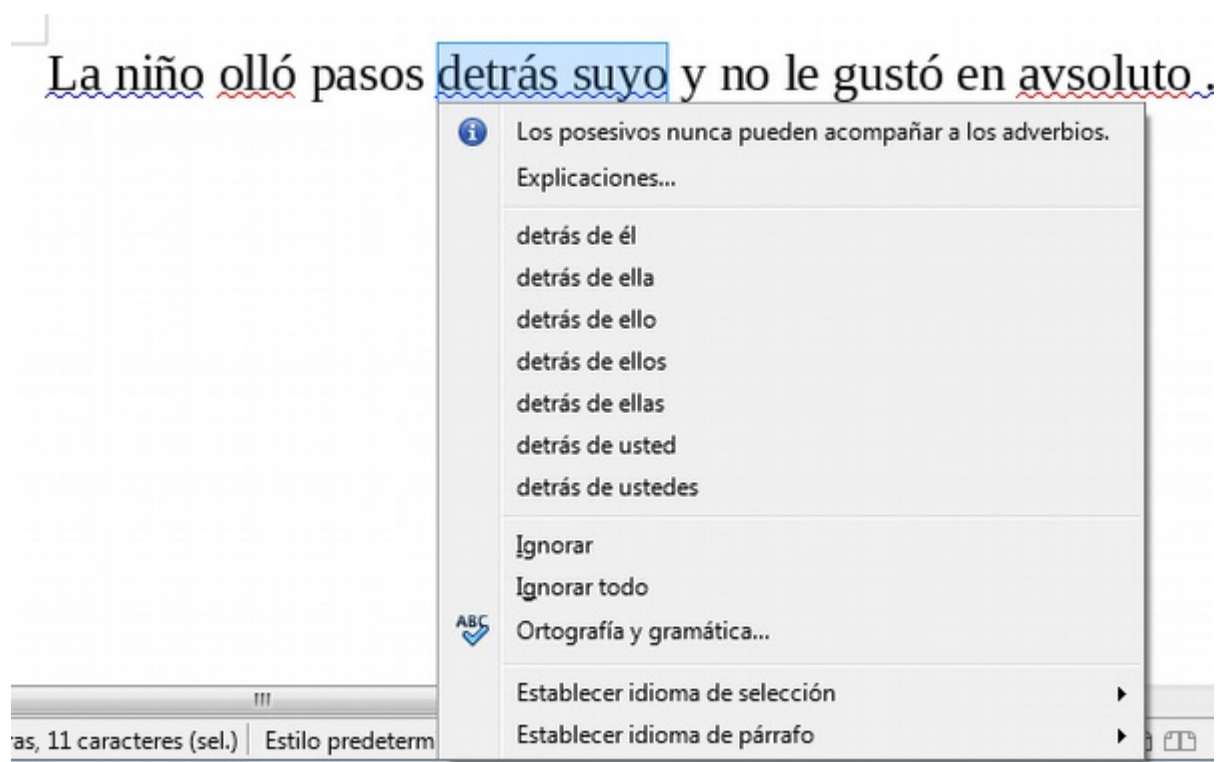 La niño olló pasos detrás suyo y no le gustó en avsoluto .
Los posesivos nunca pueden acompañar a los adverbios.
Explicaciones...
detrás de él
detrás de ella
detrás de ello
detrás de ellos
detrás de ellas
detrás de usted
detrás de ustedes
Ignorar
Ignorar todo
ABC Ortografía y gramática...
Establecer idioma de selección
Establecer idioma de párrafo
as, 11 caracteres (sel.) Estilo predeterm